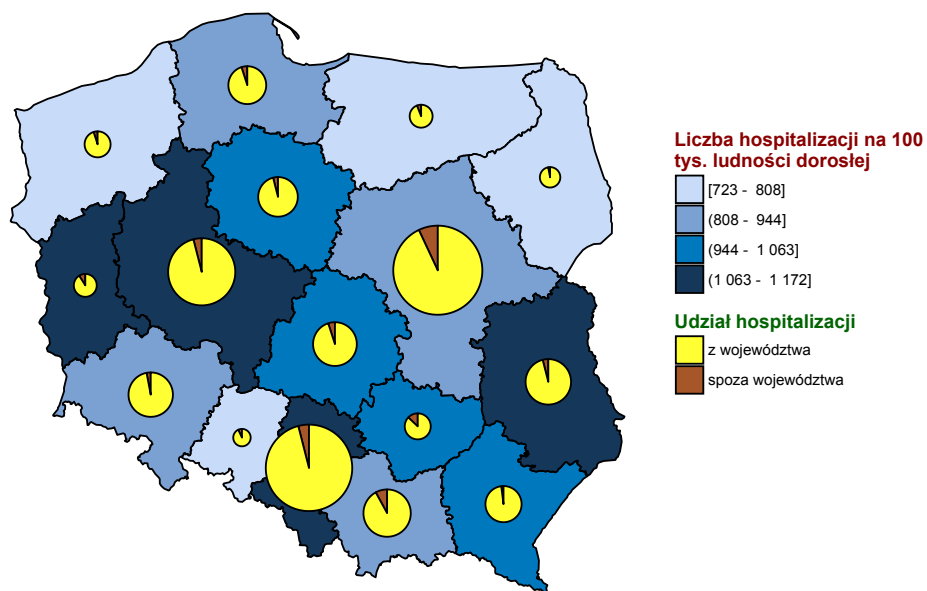 Liczba hospitalizacji na 100
tys. ludności dorosłej
[723 - 808]
(808 - 944]
(944 - 1 063]
(1 063 - 1 172]
Udział hospitalizacji
z województwa
spoza województwa